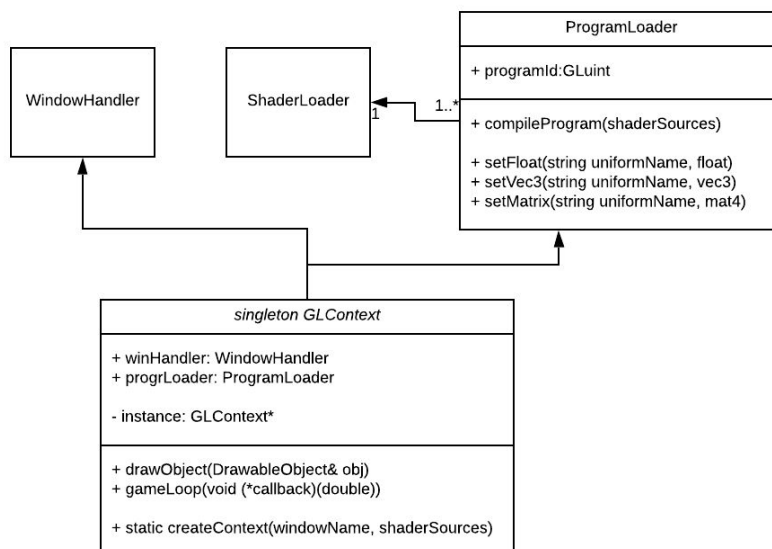 ProgramLoader
+ programId:GLuint
WindowHandler
ShaderLoader
1
1..*
+ compileProgram(shaderSources)
+ setFloat(string uniformName, float)
+ setVec3(string uniformName, vec3)
+ setMatrix(string uniformName, mat4)
singleton GLContext
+ winHandler: WindowHandler
+ progrLoader: ProgramLoader
- instance: GLContext*
+ drawObject(DrawableObject& obj)
+ gameLoop(void (*callback)(double))
+ static createContext(windowName, shaderSources)